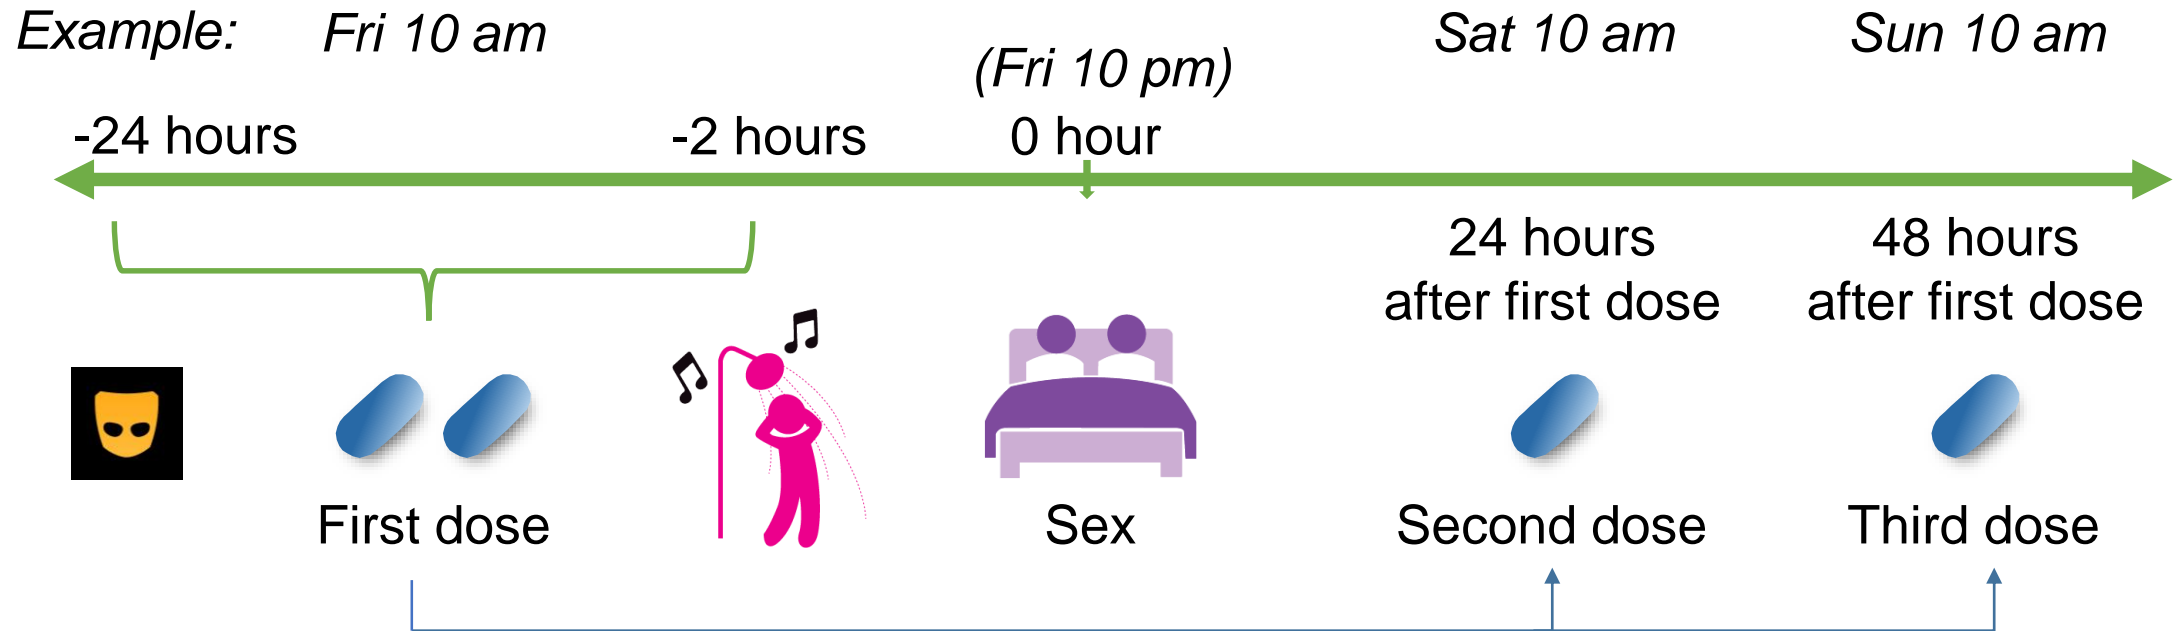 Example: Fri 10 am (Fri 10 pm) Sat 10 am Sun 10 am
-24 hours -2 hours 0 hour
24 hours 48 hours
after first dose after first dose
First dose Sex Second dose Third dose